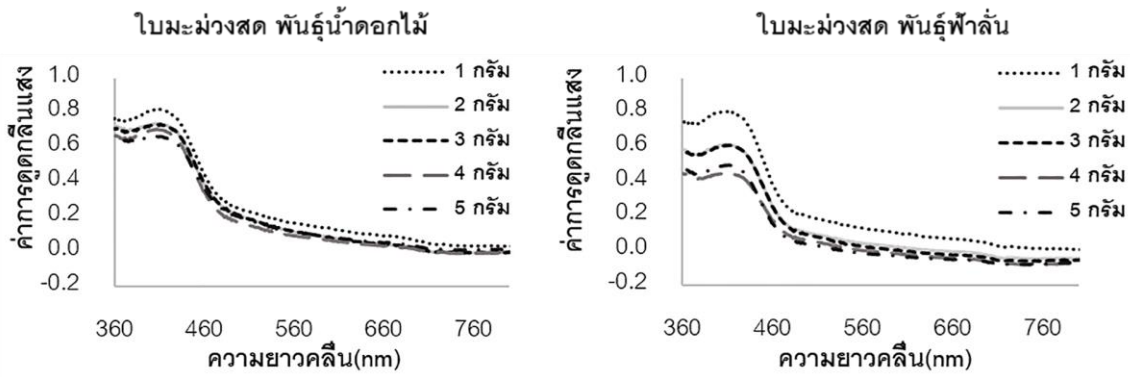 ใบมะม่วงสด พันธุ์น้ำดอกไม้
ค่าการดูดกลืนแสง
1.0
0.8
0.6
0.4
0.2
0.0
-0.2
1 กรัม
2 กรัม
3 กรัม
4 กรัม
5 กรัม
360 460 560 660 760
ความยาวคลื่น(nm)
ใบมะม่วงสด พันธุ์ฟ้าลั่น
ค่าการดูดกลืนแสง
1.0
0.8
0.6
0.4
0.2
0.0
-0.2
1 กรัม
2 กรัม
3 กรัม
4 กรัม
5 กรัม
360 460 560 660 760
ความยาวคลื่น(nm)